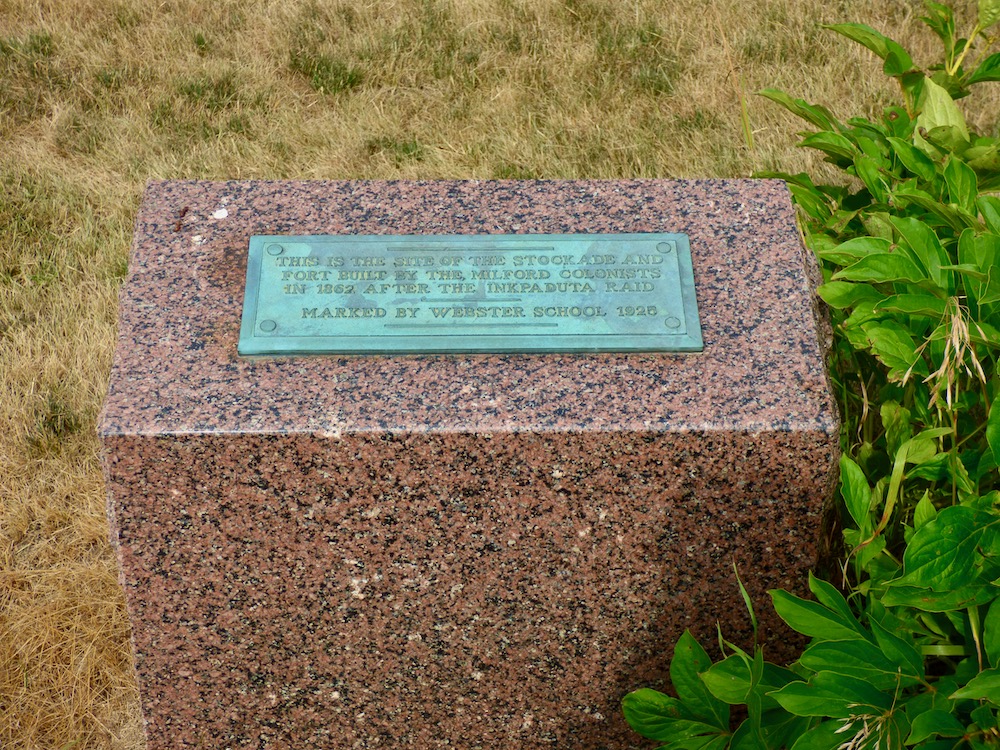 THIS IS THE SITE OF THE STOCKADE AND
FORT BUILT BY THE MILFORD COLONISTS
IN 1862 AFTER THE INKPADUTA RAID
MARKED BY WEBSTER SCHOOL 1925